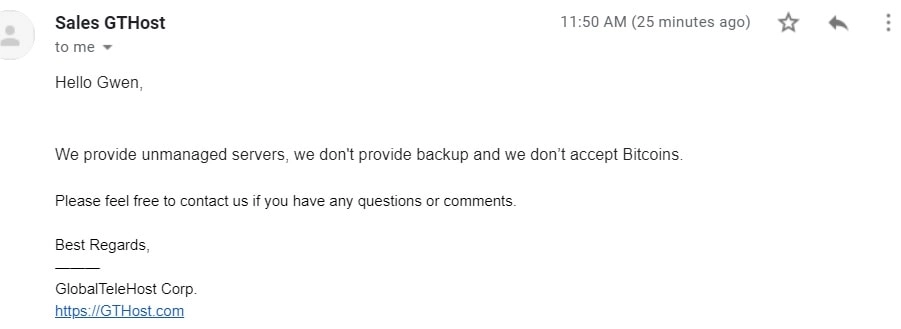 Sales GTHost
11:50 AM (25 minutes ago)
to me
Hello Gwen,
We provide unmanaged servers, we don't provide backup and we don’t accept Bitcoins.
Please feel free to contact us if you have any questions or comments.
Best Regards,
———
GlobalTeleHost Corp.
https://GTHost.com